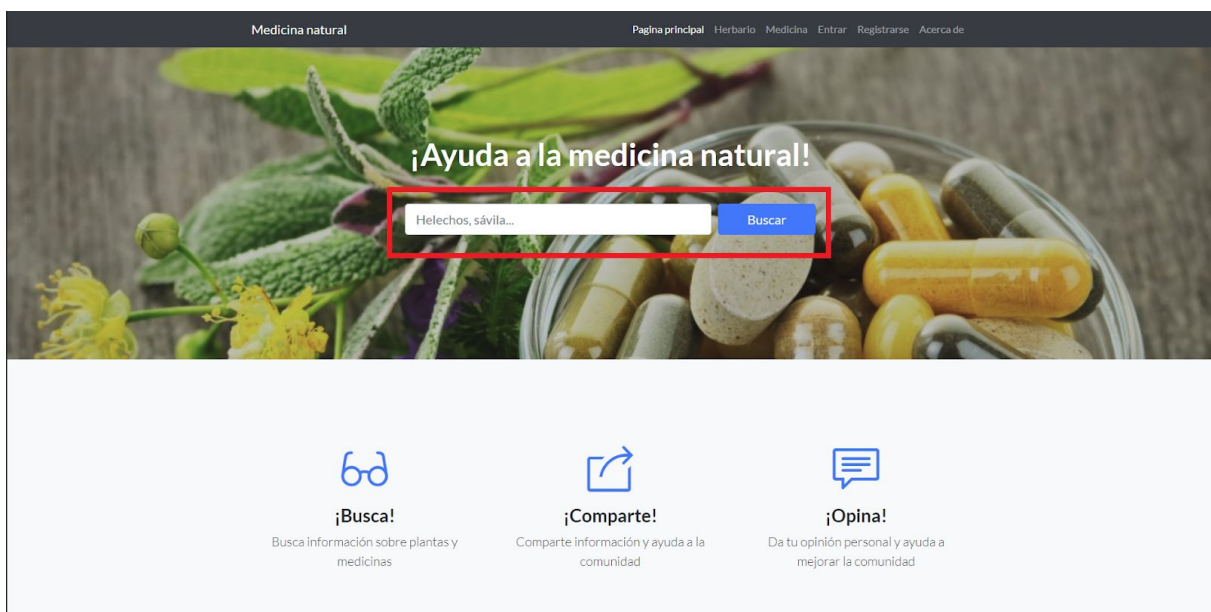 Medicina natural
Pagina principal Herbario Medicina Entrar Registrarse Acerca de
¡Ayuda a la medicina natural!
Helechos, sávila...
Buscar
¡Busca!
Busca información sobre plantas y
medicinas
¡Comparte!
Comparte información y ayuda a la
comunidad
¡Opina!
Da tu opinión personal y ayuda a
mejorar la comunidad